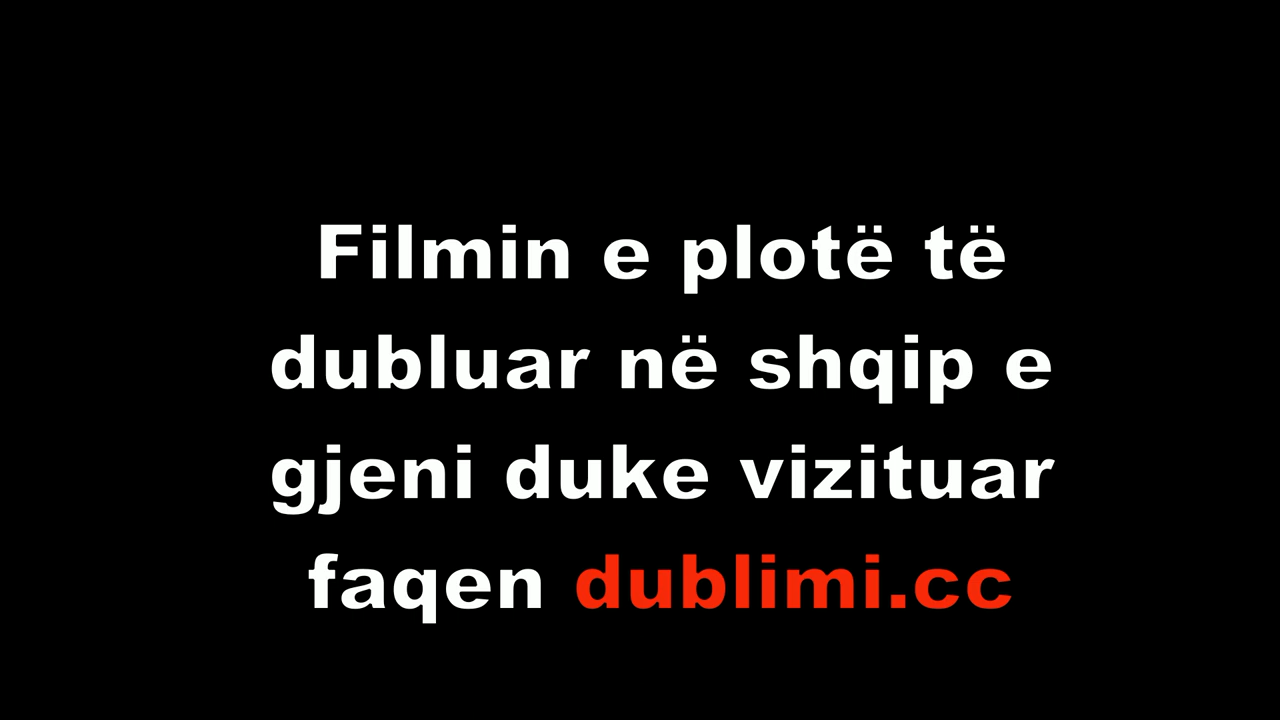 Filmin e plotë të
dubluar në shqip e
gjeni duke vizituar
faqen dublimi.cc